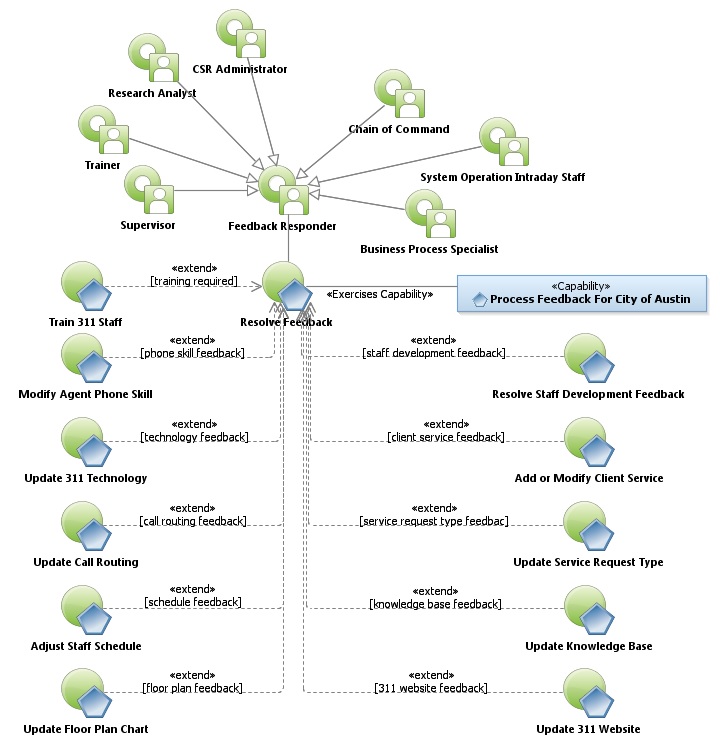 CSR Administrator
Research Analyst
Chain of Command
Trainer
System Operation Intraday Staff
Supervisor
Feedback Responder
Business Process Specialist
«extend»
[training required]
Train 311 Staff
Resolve Feedback
«Exercises Capability»
«Capability»
Process Feedback For City of Austin
«extend»
[phone skill feedback]
Modify Agent Phone Skill
«extend»
[staff development feedback]
Resolve Staff Development Feedback
«extend»
[technology feedback]
Update 311 Technology
«extend»
[client service feedback]
Add or Modify Client Service
«extend»
[call routing feedback]
Update Call Routing
«extend»
[service request type feedbac]
Update Service Request Type
«extend»
[schedule feedback]
Adjust Staff Schedule
«extend»
[knowledge base feedback]
Update Knowledge Base
«extend»
[floor plan feedback]
Update Floor Plan Chart
«extend»
[311 website feedback]
Update 311 Website